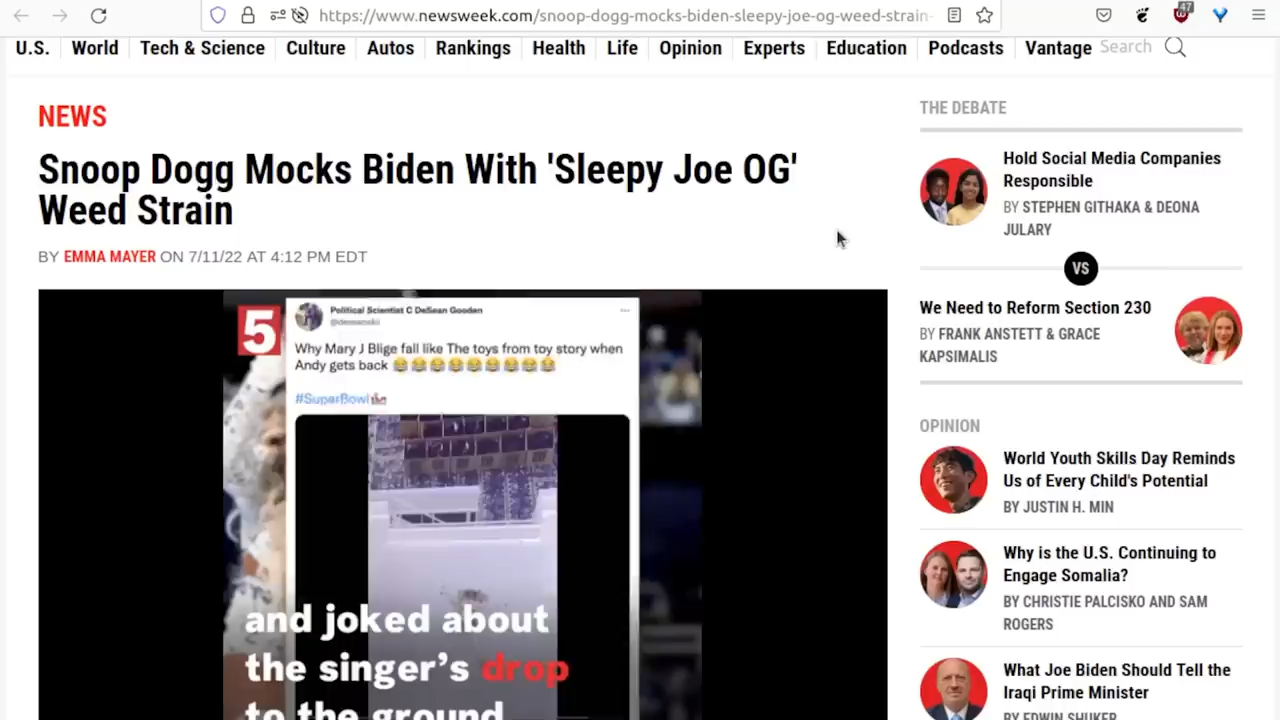 https://www.newsweek.com/snoop-dogg-mocks-biden-sleepy-joe-og-weed-strain-
47
U.S. World Tech & Science Culture Autos Rankings Health Life Opinion Experts Education Podcasts Vantage Search
NEWS
Snoop Dogg Mocks Biden With 'Sleepy Joe OG'
Weed Strain
BY EMMA MAYER ON 7/11/22 AT 4:12 PM EDT
5
Political Scientist C DeSean Gooden
Why Mary J Blige fall like The toys from toy story when
Andy gets back 😂😂😂😂😂😂😂😂😂
#SuperBowl
and joked about
the singer's drop
to the ground
THE DEBATE
Hold Social Media Companies
Responsible
BY STEPHEN GITHAKA & DEONA
JULARY
VS
We Need to Reform Section 230
BY FRANK ANSTETT & GRACE
KAPSIMALIS
OPINION
World Youth Skills Day Reminds
Us of Every Child's Potential
BY JUSTIN H. MIN
Why is the U.S. Continuing to
Engage Somalia?
BY CHRISTIE PALCISKO AND SAM
ROGERS
What Joe Biden Should Tell the
Iraqi Prime Minister
BY EDWIN SHUKER